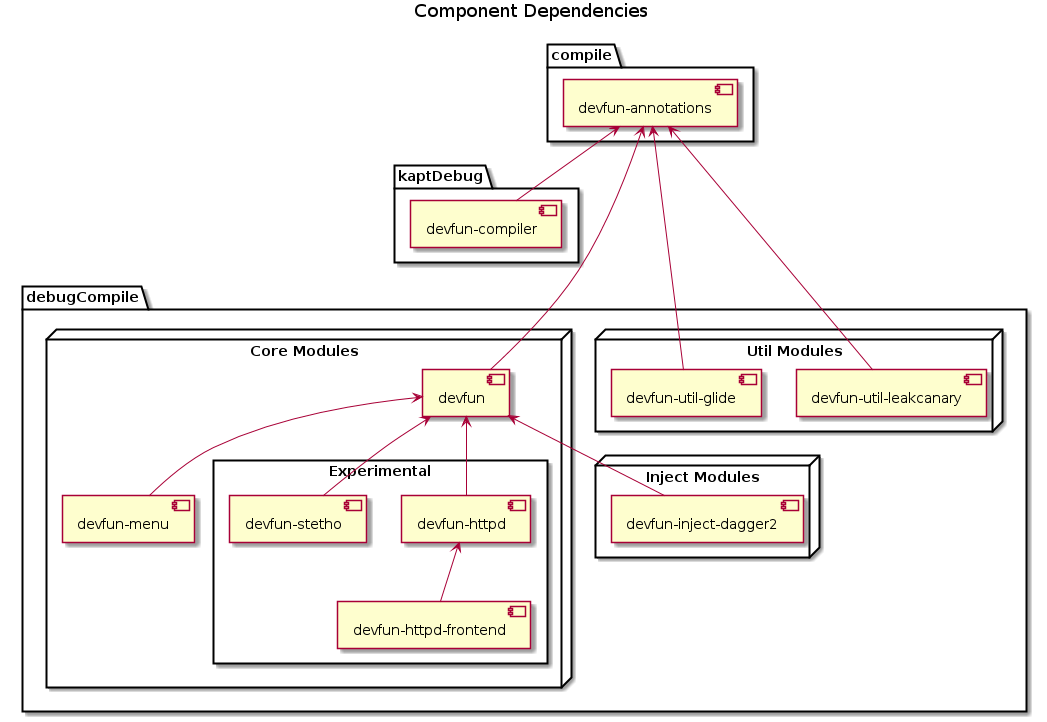 Component Dependencies
compile
devfun-annotations
kaptDebug
devfun-compiler
debugCompile
Core Modules
Util Modules
devfun
devfun-util-glide
devfun-util-leakcanary
Experimental
Inject Modules
devfun-menu
devfun-stetho
devfun-httpd
devfun-inject-dagger2
devfun-httpd-frontend